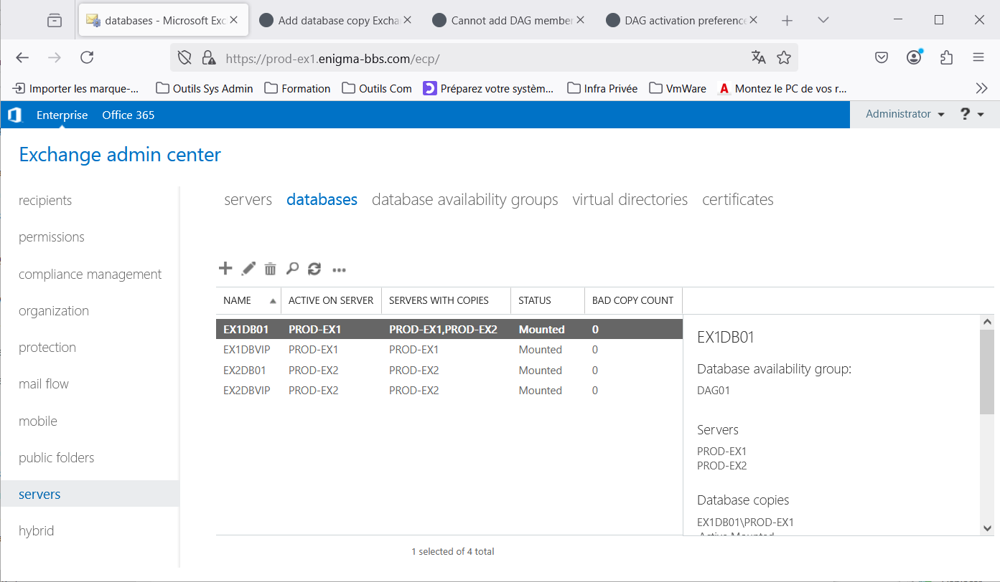 databases - Microsoft Exc
Add database copy Excha
Cannot add DAG member
DAG activation preference
https://prod-ex1.enigma-bbs.com/ecp/
Importer les marque-...
Outils Sys Admin
Formation
Outils Com
Préparez votre systèm...
Infra Privée
VmWare
Montez le PC de vos r...
Enterprise
Office 365
Administrator
?
Exchange admin center
recipients
permissions
compliance management
organization
protection
mail flow
mobile
public folders
servers
hybrid
servers databases database availability groups virtual directories certificates
NAME ACTIVE ON SERVER SERVERS WITH COPIES STATUS BAD COPY COUNT
EX1DB01 PROD-EX1 PROD-EX1,PROD-EX2 Mounted 0
EX1DBVIP PROD-EX1 PROD-EX1 Mounted 0
EX2DB01 PROD-EX2 PROD-EX2 Mounted 0
EX2DBVIP PROD-EX2 PROD-EX2 Mounted 0
EX1DB01
Database availability group:
DAG01
Servers
PROD-EX1
PROD-EX2
Database copies
EX1DB01\PROD-EX1
Active Mounted
1 selected of 4 total